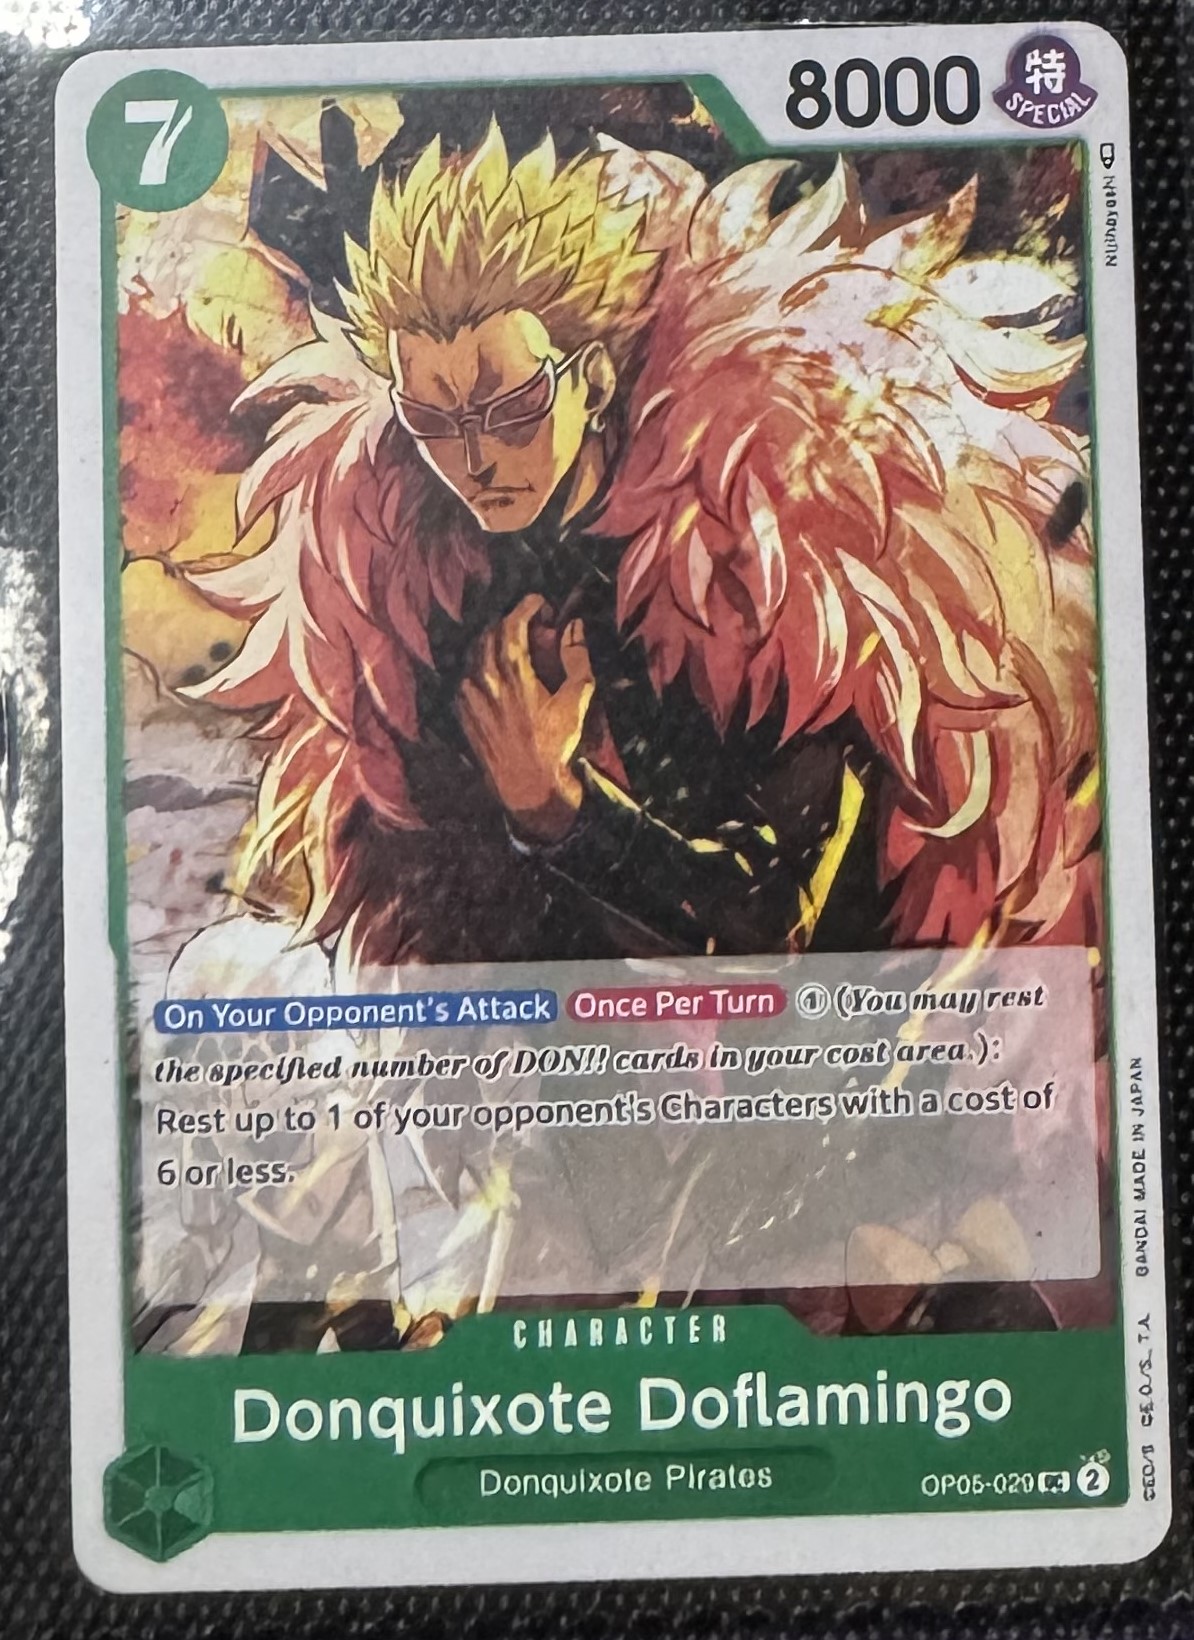 7
8000
特
SPECIAL
On Your Opponent's Attack Once Per Turn ① (You may rest
the specified number of DON!! cards in your cost area.):
Rest up to 1 of your opponent's Characters with a cost of
6 or less.
CHARACTER
Donquixote Doflamingo
Donquixote Pirates
OP05-029
2
BANDAI MADE IN JAPAN